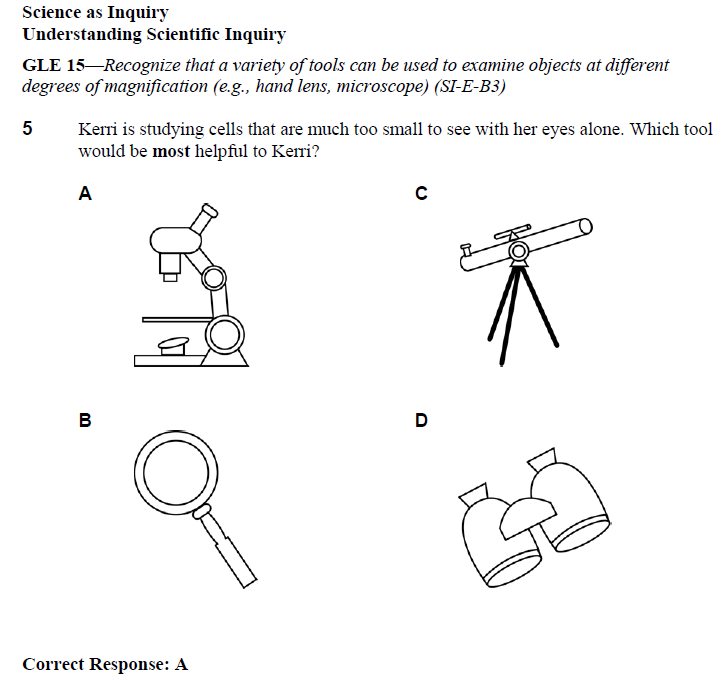 Science as Inquiry
Understanding Scientific Inquiry
GLE 15—Recognize that a variety of tools can be used to examine objects at different
degrees of magnification (e.g., hand lens, microscope) (SI-E-B3)
5 Kerri is studying cells that are much too small to see with her eyes alone. Which tool
would be most helpful to Kerri?
A
C
B
D
Correct Response: A